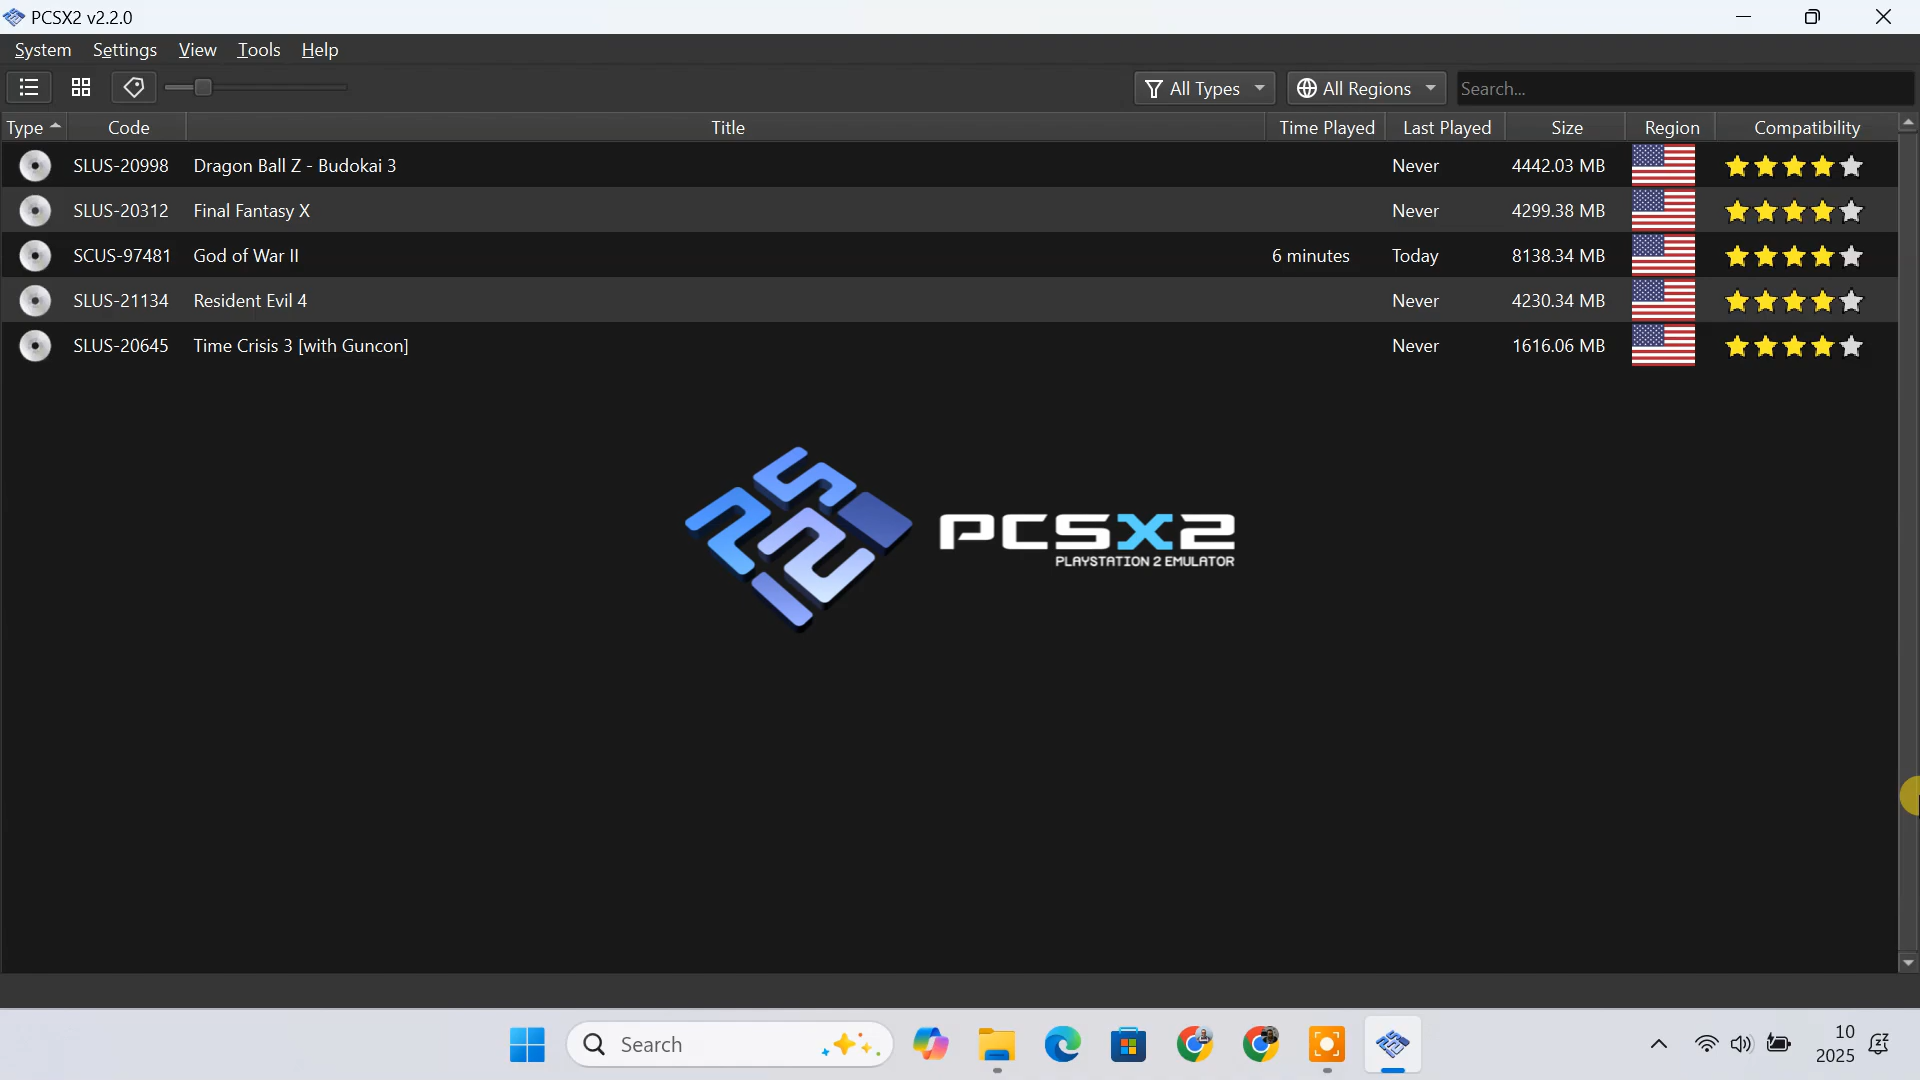 PCSX2 v2.2.0
System Settings View Tools Help
All Types All Regions Search...
Type Code Title Time Played Last Played Size Region Compatibility
SLUS-20998 Dragon Ball Z - Budokai 3 Never 4442.03 MB
SLUS-20312 Final Fantasy X Never 4299.38 MB
SCUS-97481 God of War II 6 minutes Today 8138.34 MB
SLUS-21134 Resident Evil 4 Never 4230.34 MB
SLUS-20645 Time Crisis 3 [with Guncon] Never 1616.06 MB
PCSX2
PLAYSTATION 2 EMULATOR
Search
10
2025